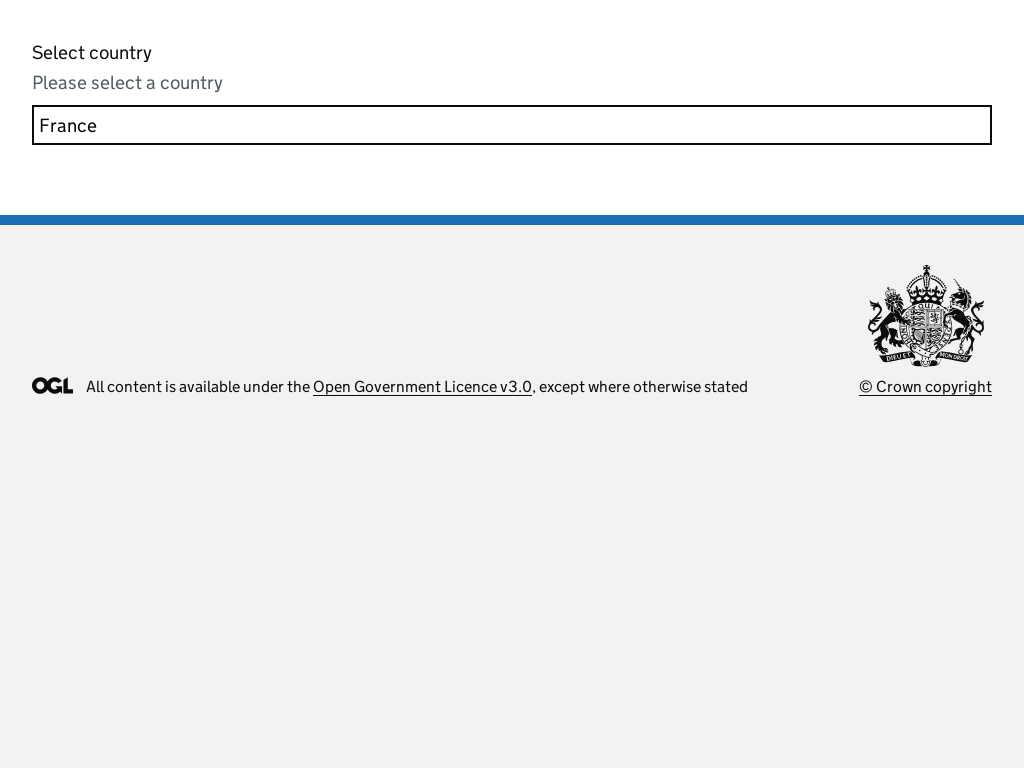 Select country
Please select a country
France
DIEU ET MON DROIT
OGL All content is available under the Open Government Licence v3.0, except where otherwise stated
© Crown copyright